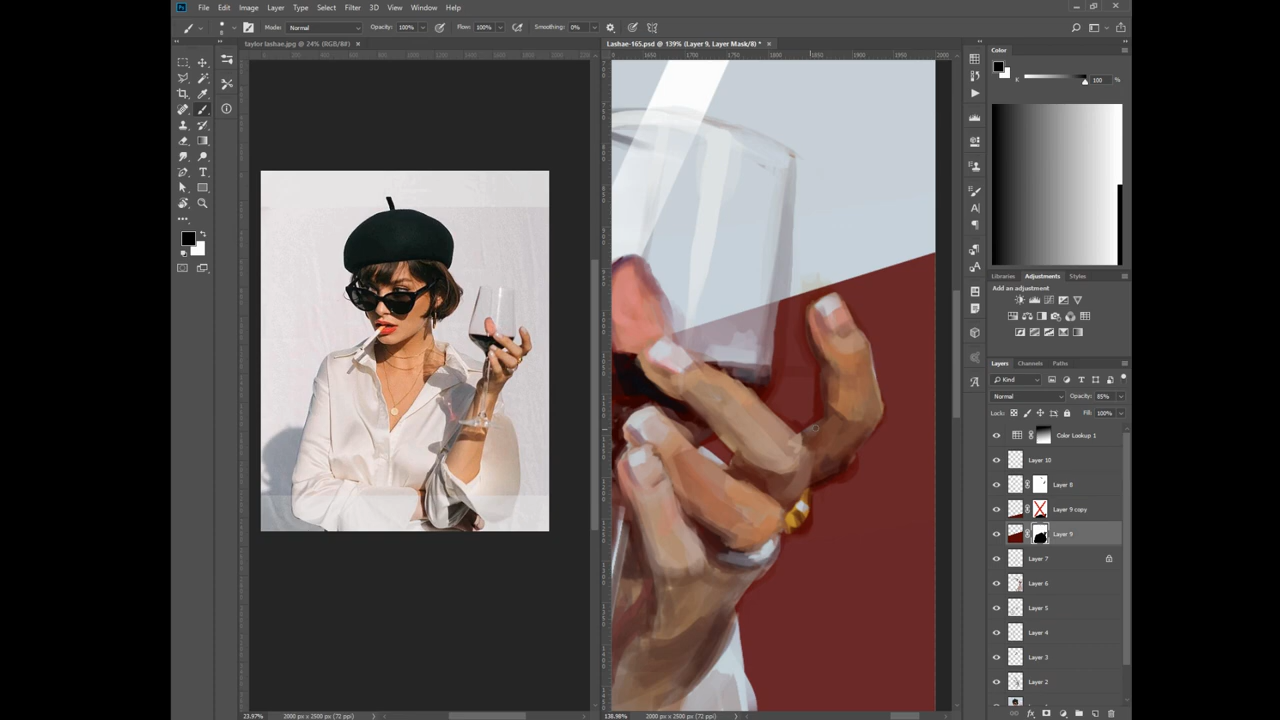 Ps File Edit Image Layer Type Select Filter 3D View Window Help
Mode: Normal Opacity: 100% Flow: 100% Smoothing: 0%
taylor lashae.jpg @ 24% (RGB/8#) ×
Lashae-165.psd @ 139% (Layer 9, Layer Mask/8) * ×
Color
K 100 %
Libraries Adjustments Styles
Add an adjustment
Layers Channels Paths
Kind
Normal Opacity: 85%
Lock: Fill: 100%
Color Lookup 1
Layer 10
Layer 8
Layer 9 copy
Layer 9
Layer 7
Layer 6
Layer 5
Layer 4
Layer 3
Layer 2
23.97% 2000 px x 2500 px (72 ppi)
138.98% 2000 px x 2500 px (72 ppi)